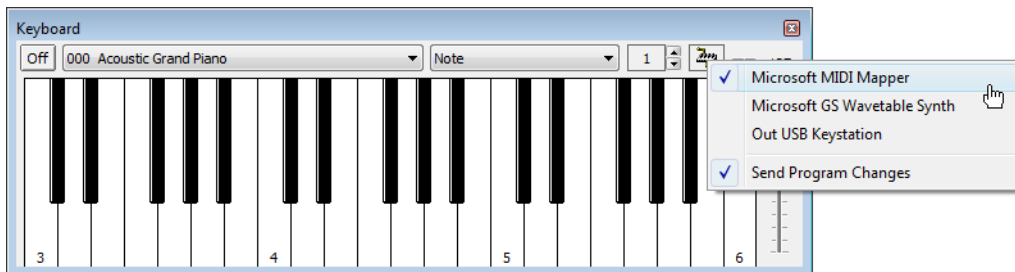 Keyboard
Off 000 Acoustic Grand Piano Note 1
Microsoft MIDI Mapper
Microsoft GS Wavetable Synth
Out USB Keystation
Send Program Changes
3 4 5 6